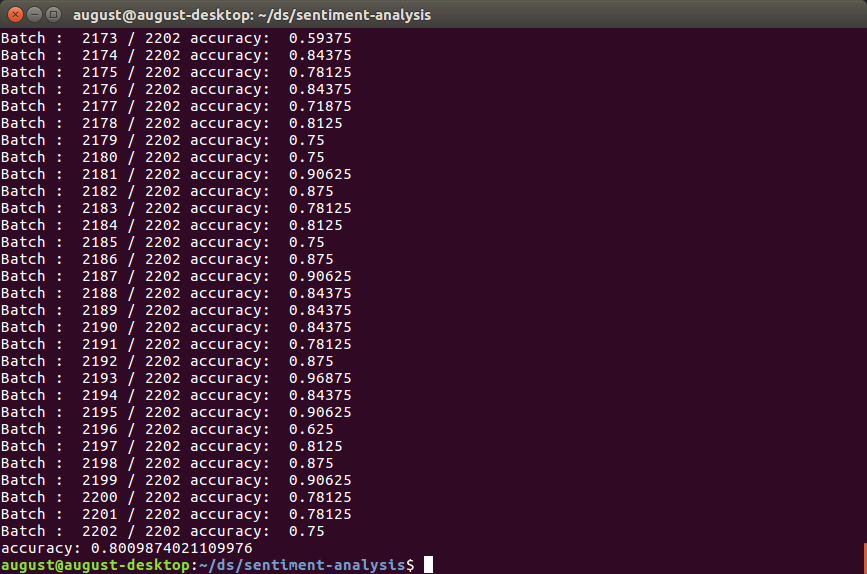 august@august-desktop: ~/ds/sentiment-analysis
Batch :  2173 / 2202 accuracy:  0.59375
Batch :  2174 / 2202 accuracy:  0.84375
Batch :  2175 / 2202 accuracy:  0.78125
Batch :  2176 / 2202 accuracy:  0.84375
Batch :  2177 / 2202 accuracy:  0.71875
Batch :  2178 / 2202 accuracy:  0.8125
Batch :  2179 / 2202 accuracy:  0.75
Batch :  2180 / 2202 accuracy:  0.75
Batch :  2181 / 2202 accuracy:  0.90625
Batch :  2182 / 2202 accuracy:  0.875
Batch :  2183 / 2202 accuracy:  0.78125
Batch :  2184 / 2202 accuracy:  0.8125
Batch :  2185 / 2202 accuracy:  0.75
Batch :  2186 / 2202 accuracy:  0.875
Batch :  2187 / 2202 accuracy:  0.90625
Batch :  2188 / 2202 accuracy:  0.84375
Batch :  2189 / 2202 accuracy:  0.84375
Batch :  2190 / 2202 accuracy:  0.84375
Batch :  2191 / 2202 accuracy:  0.78125
Batch :  2192 / 2202 accuracy:  0.875
Batch :  2193 / 2202 accuracy:  0.96875
Batch :  2194 / 2202 accuracy:  0.84375
Batch :  2195 / 2202 accuracy:  0.90625
Batch :  2196 / 2202 accuracy:  0.625
Batch :  2197 / 2202 accuracy:  0.8125
Batch :  2198 / 2202 accuracy:  0.875
Batch :  2199 / 2202 accuracy:  0.90625
Batch :  2200 / 2202 accuracy:  0.78125
Batch :  2201 / 2202 accuracy:  0.78125
Batch :  2202 / 2202 accuracy:  0.75
accuracy: 0.8009874021109976
august@august-desktop:~/ds/sentiment-analysis$